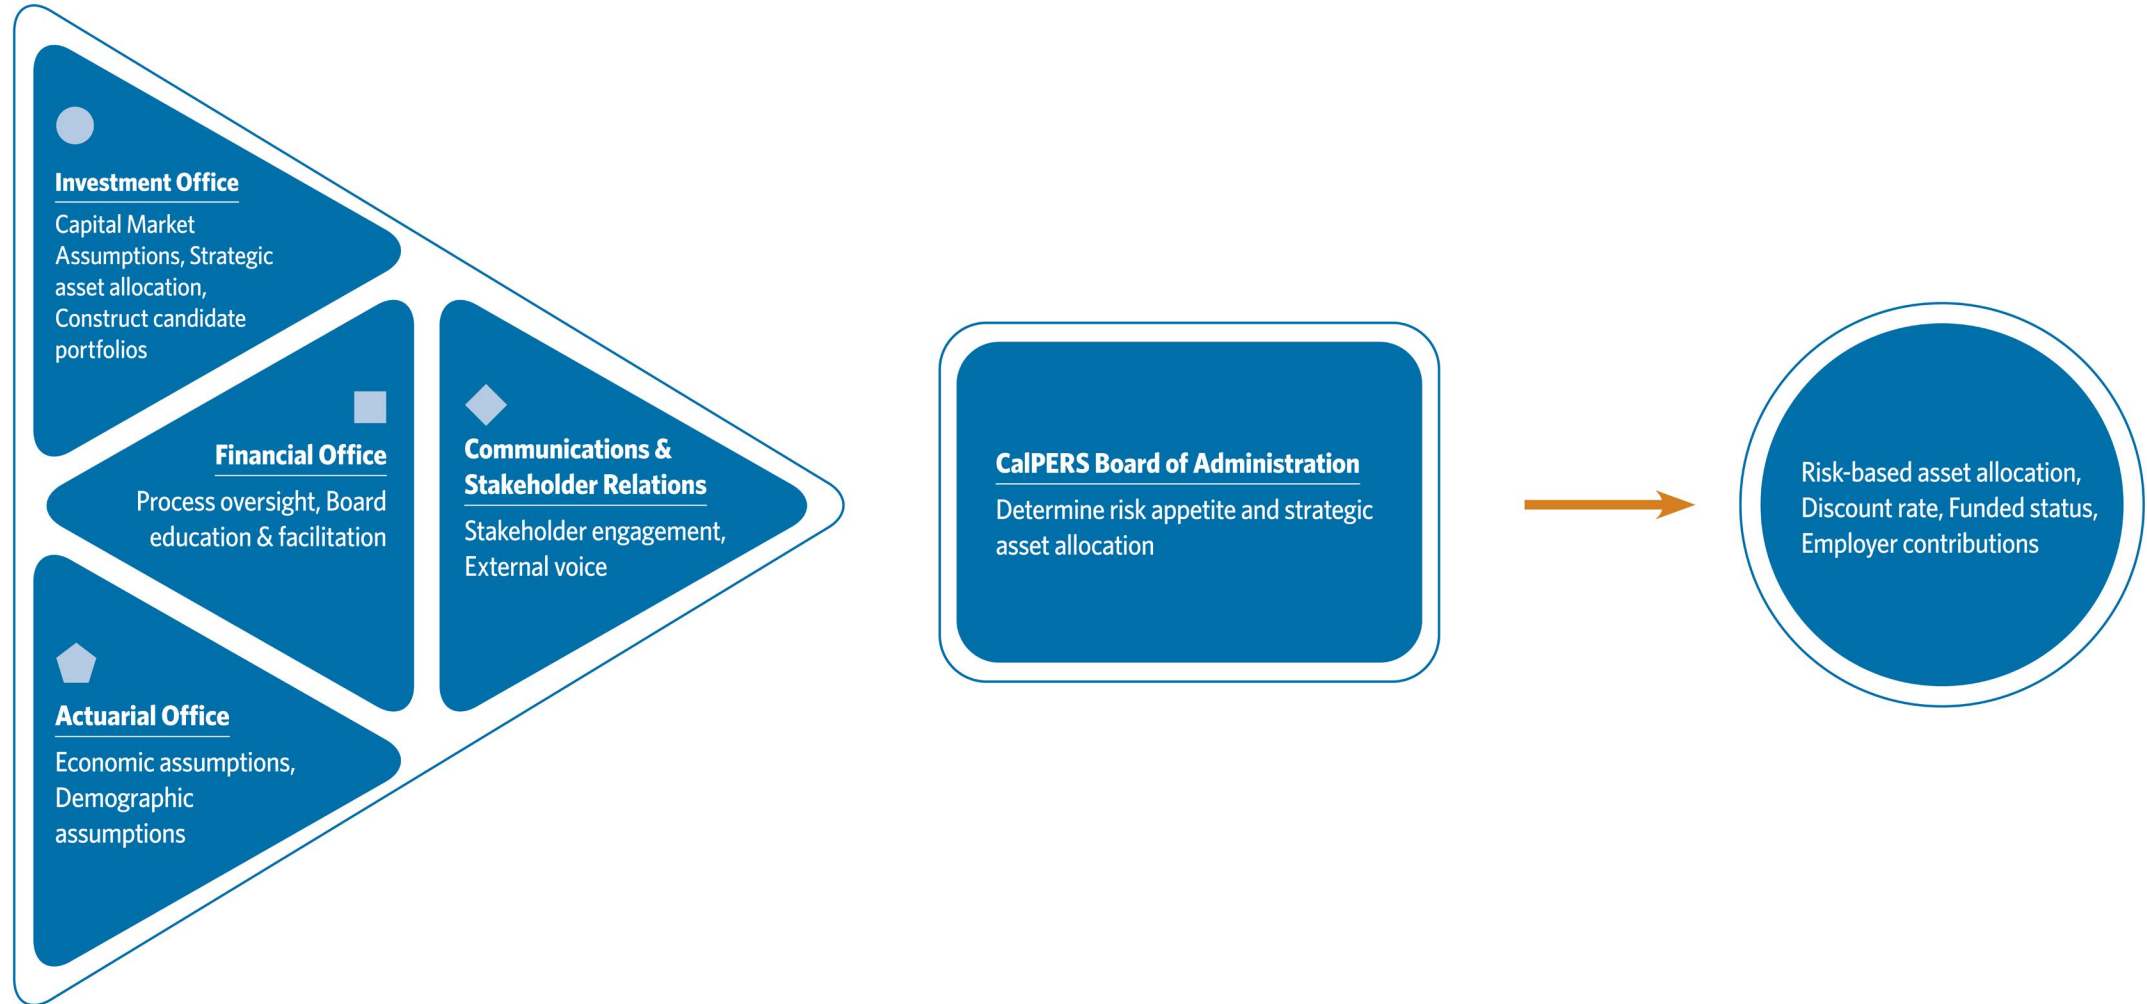 Investment Office
Capital Market
Assumptions, Strategic
asset allocation,
Construct candidate
portfolios
Financial Office
Process oversight, Board
education & facilitation
Communications &
Stakeholder Relations
Stakeholder engagement,
External voice
Actuarial Office
Economic assumptions,
Demographic
assumptions
CalPERS Board of Administration
Determine risk appetite and strategic
asset allocation
Risk-based asset allocation,
Discount rate, Funded status,
Employer contributions